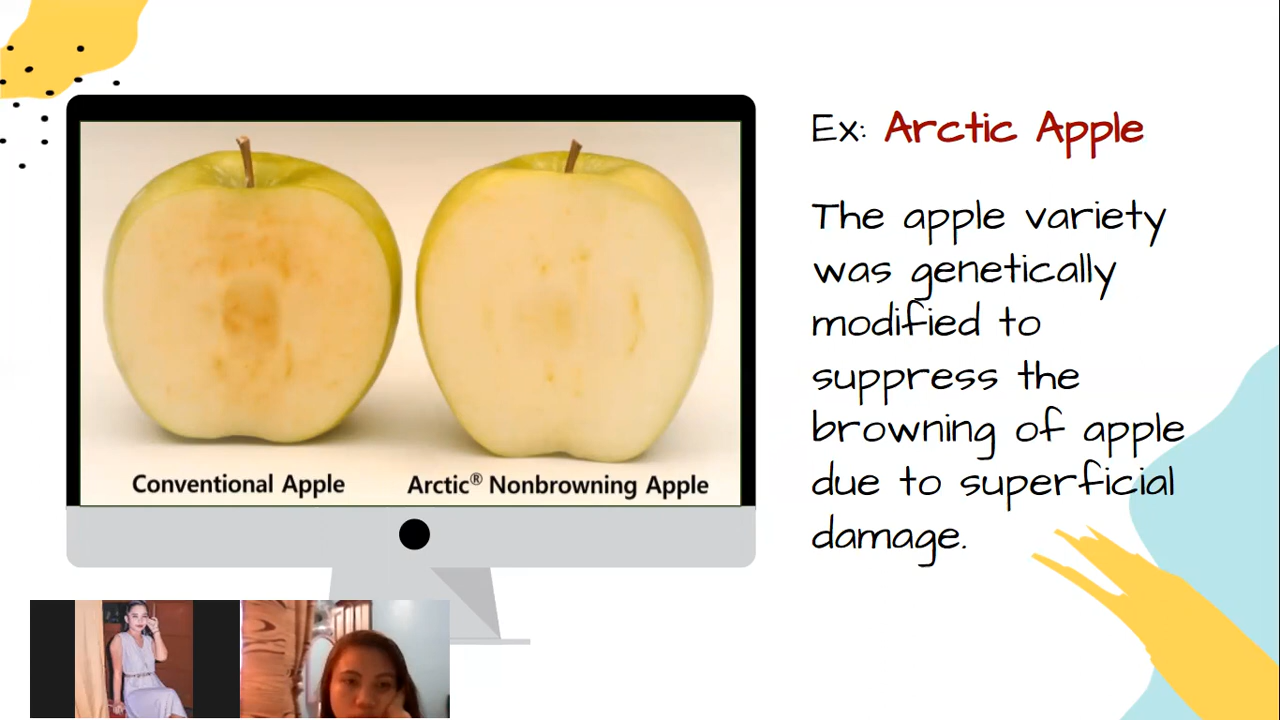 Ex: Arctic Apple
The apple variety
was genetically
modified to
suppress the
browning of apple
due to superficial
damage.
Conventional Apple
Arctic® Nonbrowning Apple